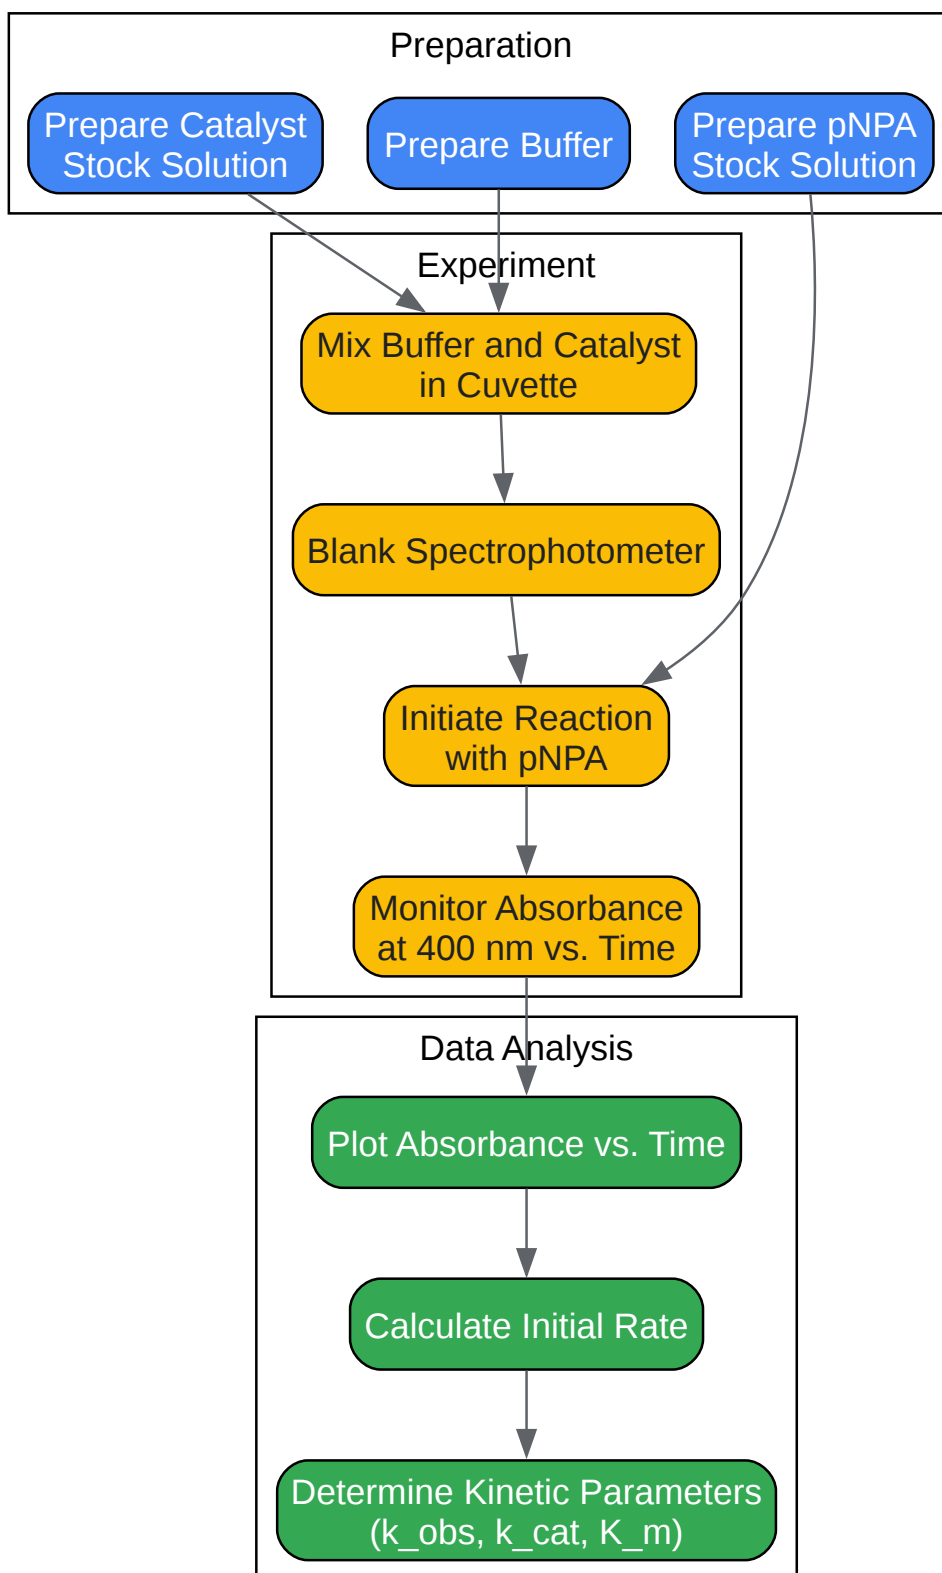 Preparation
Prepare Catalyst
Stock Solution
Prepare Buffer
Prepare pNPA
Stock Solution
Experiment
Mix Buffer and Catalyst
in Cuvette
Blank Spectrophotometer
Initiate Reaction
with pNPA
Monitor Absorbance
at 400 nm vs. Time
Data Analysis
Plot Absorbance vs. Time
Calculate Initial Rate
Determine Kinetic Parameters
(k_obs, k_cat, K_m)